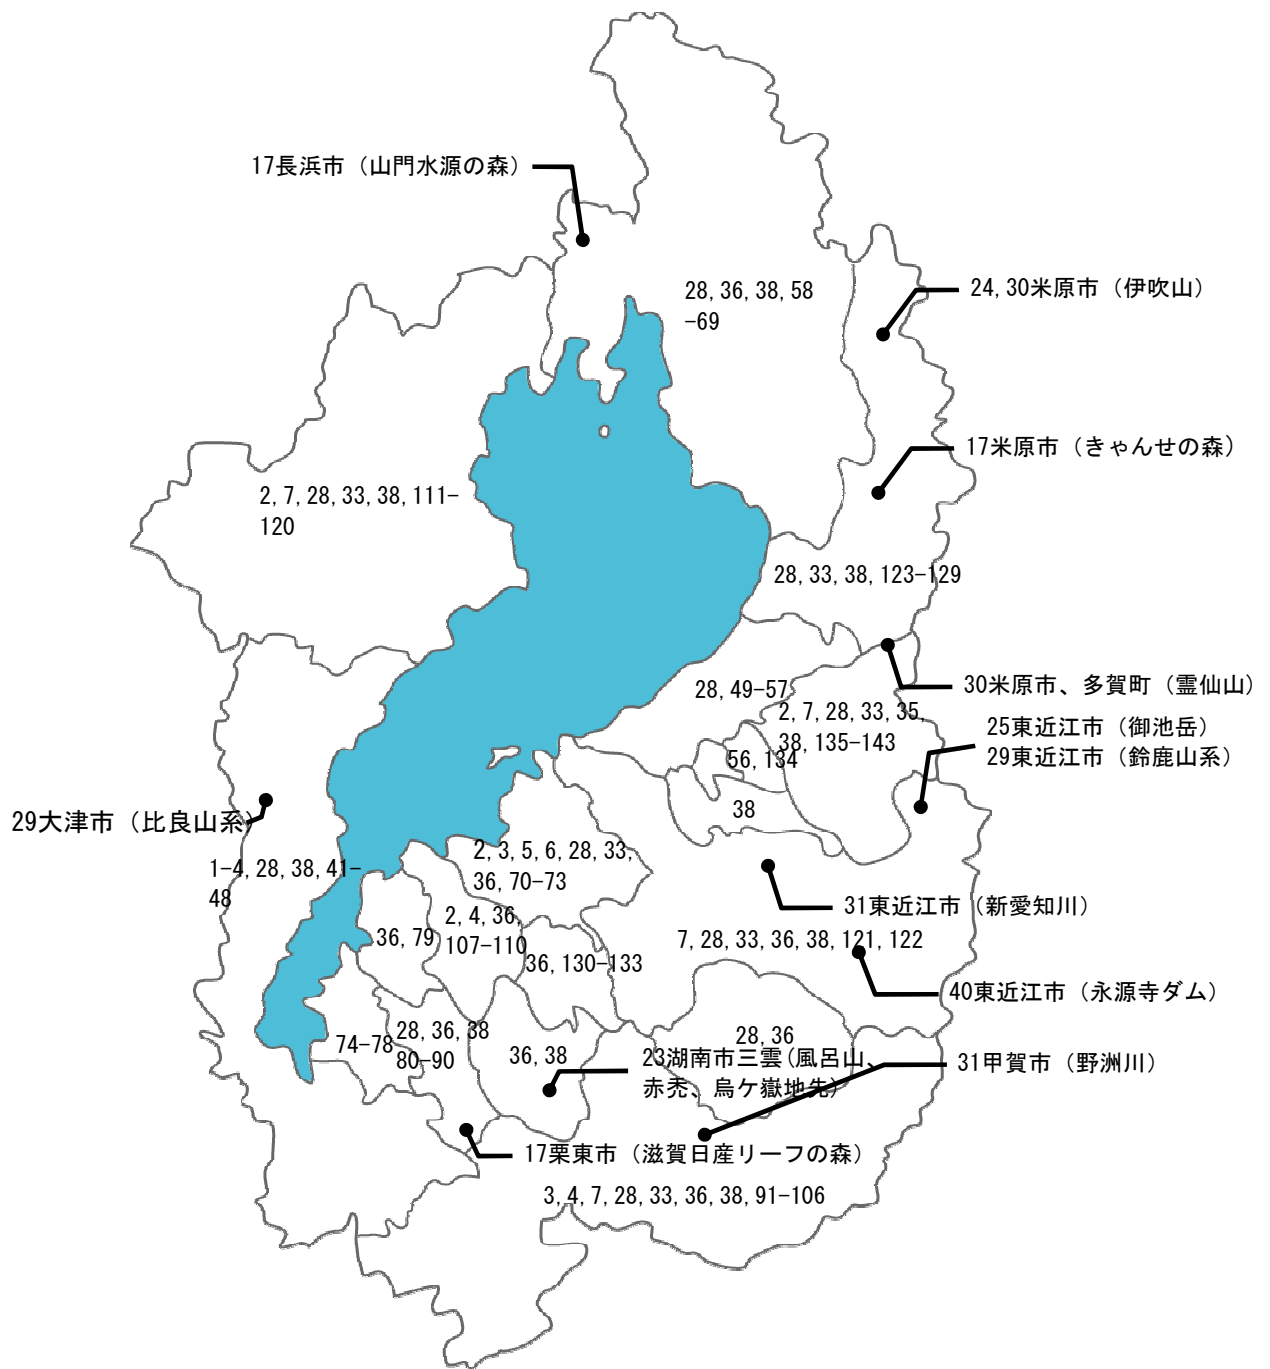 17長浜市（山門水源の森）
28,36,38,58
-69
24,30米原市（伊吹山）
17米原市（きゃんせの森）
2,7,28,33,38,111-
120
28,33,38,123-129
28,49-57
30米原市、多賀町（霊仙山）
2,7,28,33,35,
38,135-143
25東近江市（御池岳）
29東近江市（鈴鹿山系）
56,134
38
29大津市（比良山系）
1-4,28,38,41-
48
2,3,5,6,28,33,
36,70-73
31東近江市（新愛知川）
2,4,36,
107-110
36,79
7,28,33,36,38,121,122
36,130-133
40東近江市（永源寺ダム）
74-78
28,36,38
80-90
36,38
28,36
23湖南市三雲(風呂山、
赤禿、烏ケ嶽地先)
31甲賀市（野洲川）
17栗東市（滋賀日産リーフの森）
3,4,7,28,33,36,38,91-106